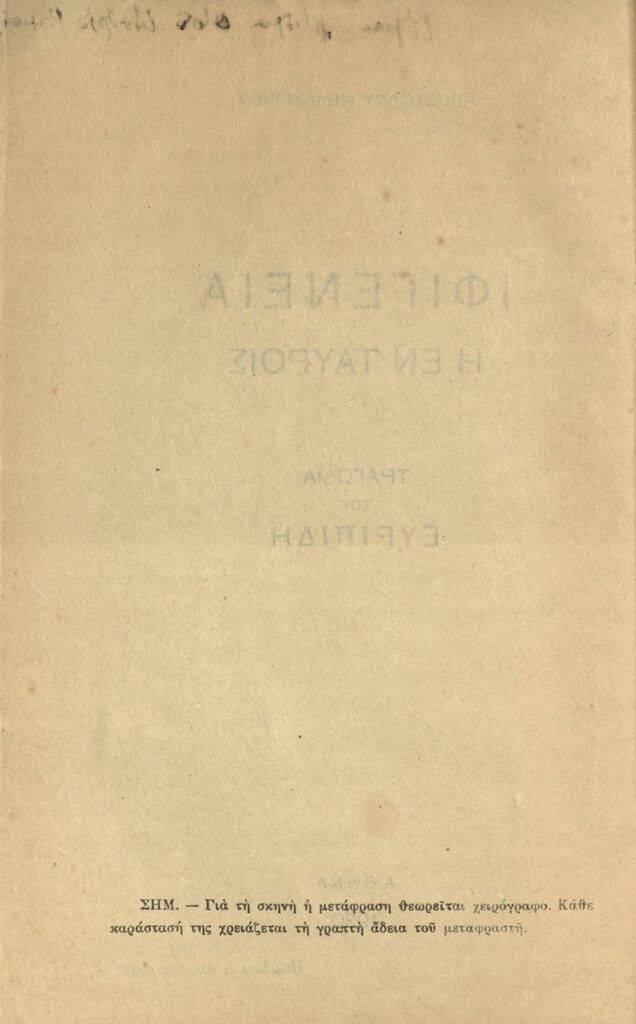 ΙΦΙΓΕΝΕΙΑ
Η ΕΝ ΤΑΥΡΟΙΣ
ΤΡΑΓΩΔΙΑ
ΤΟΥ
ΕΥΡΙΠΙΔΗ
ΑΘΗΝΑ
ΣΗΜ. — Γιὰ τὴ σκηνὴ ἡ μετάφραση θεωρεῖται χειρόγραφο. Κάθε
παράστασή της χρειάζεται τὴ γραπτὴ ἄδεια τοῦ μεταφραστῆ.